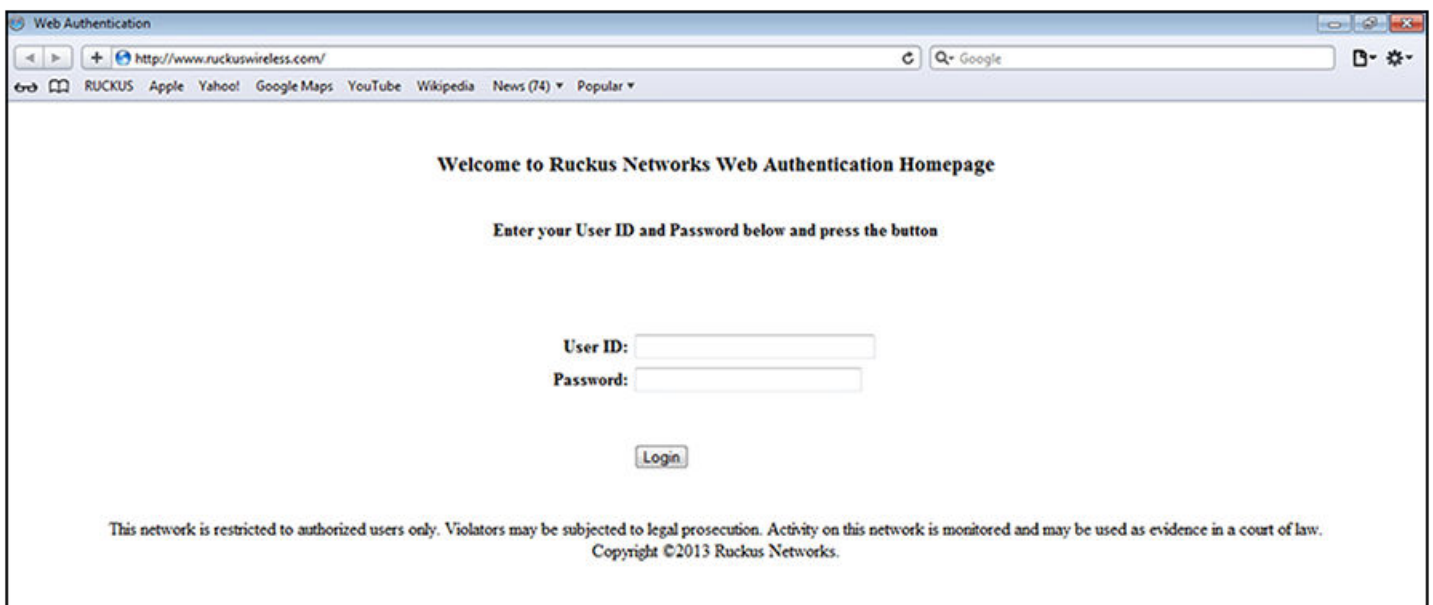 Web Authentication
http://www.ruckuswireless.com/
Google
RUCKUS Apple Yahoo! Google Maps YouTube Wikipedia News (74) Popular
Welcome to Ruckus Networks Web Authentication Homepage
Enter your User ID and Password below and press the button
User ID:
Password:
Login
This network is restricted to authorized users only. Violators may be subjected to legal prosecution. Activity on this network is monitored and may be used as evidence in a court of law.
Copyright ©2013 Ruckus Networks.